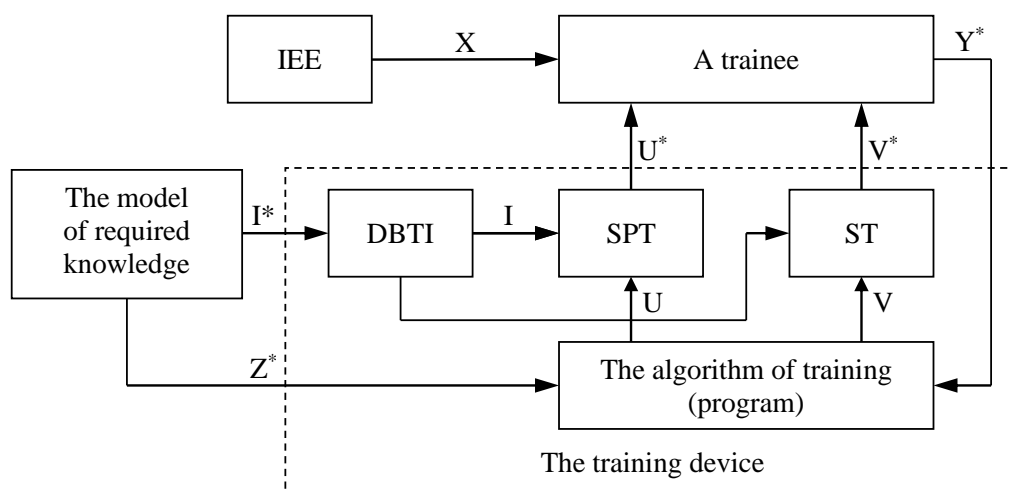 IEE
X
A trainee
Y*
U*
V*
The model
of required
knowledge
I*
DBTI
I
SPT
ST
U
V
Z*
The algorithm of training
(program)
The training device